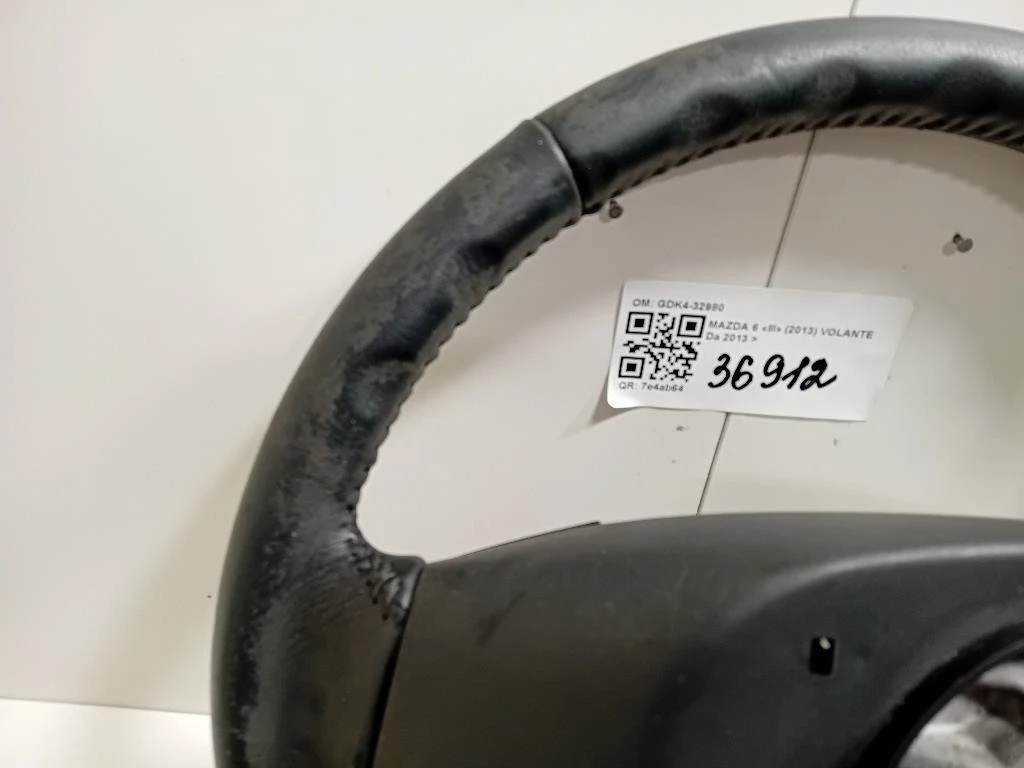 OM: GDK4-32980
MAZDA 6 «III» (2013) VOLANTE
Da 2013 >
36912
QR: 7e4ab64